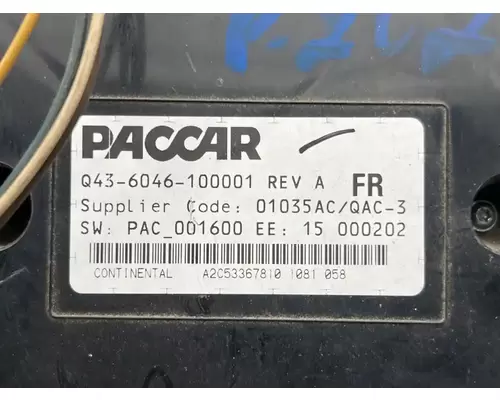 PACCAR
Q43-6046-100001 REV A FR
Supplier Code: 01035AC/QAC-3
SW: PAC_001600 EE: 15 000202
CONTINENTAL A2C53367810 1081 058